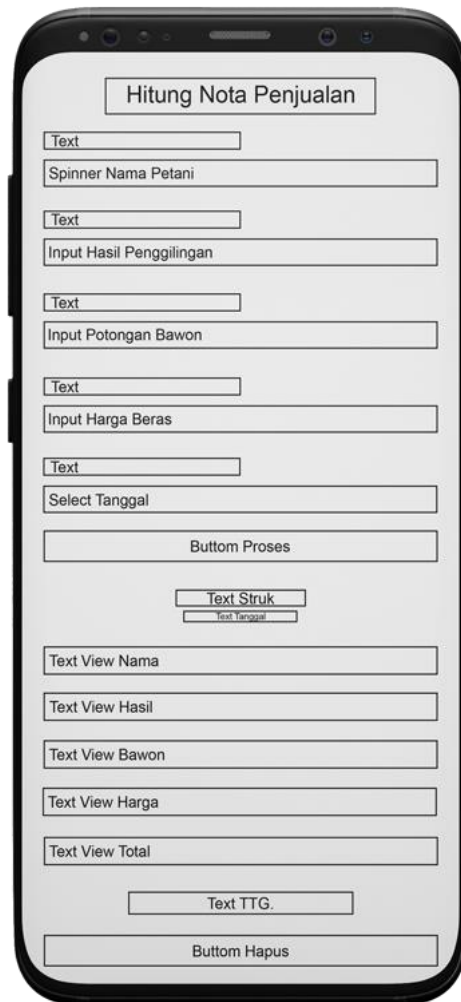 Hitung Nota Penjualan
Text
Spinner Nama Petani
Text
Input Hasil Penggilingan
Text
Input Potongan Bawon
Text
Input Harga Beras
Text
Select Tanggal
Buttom Proses
Text Struk
Text Tanggal
Text View Nama
Text View Hasil
Text View Bawon
Text View Harga
Text View Total
Text TTG.
Buttom Hapus